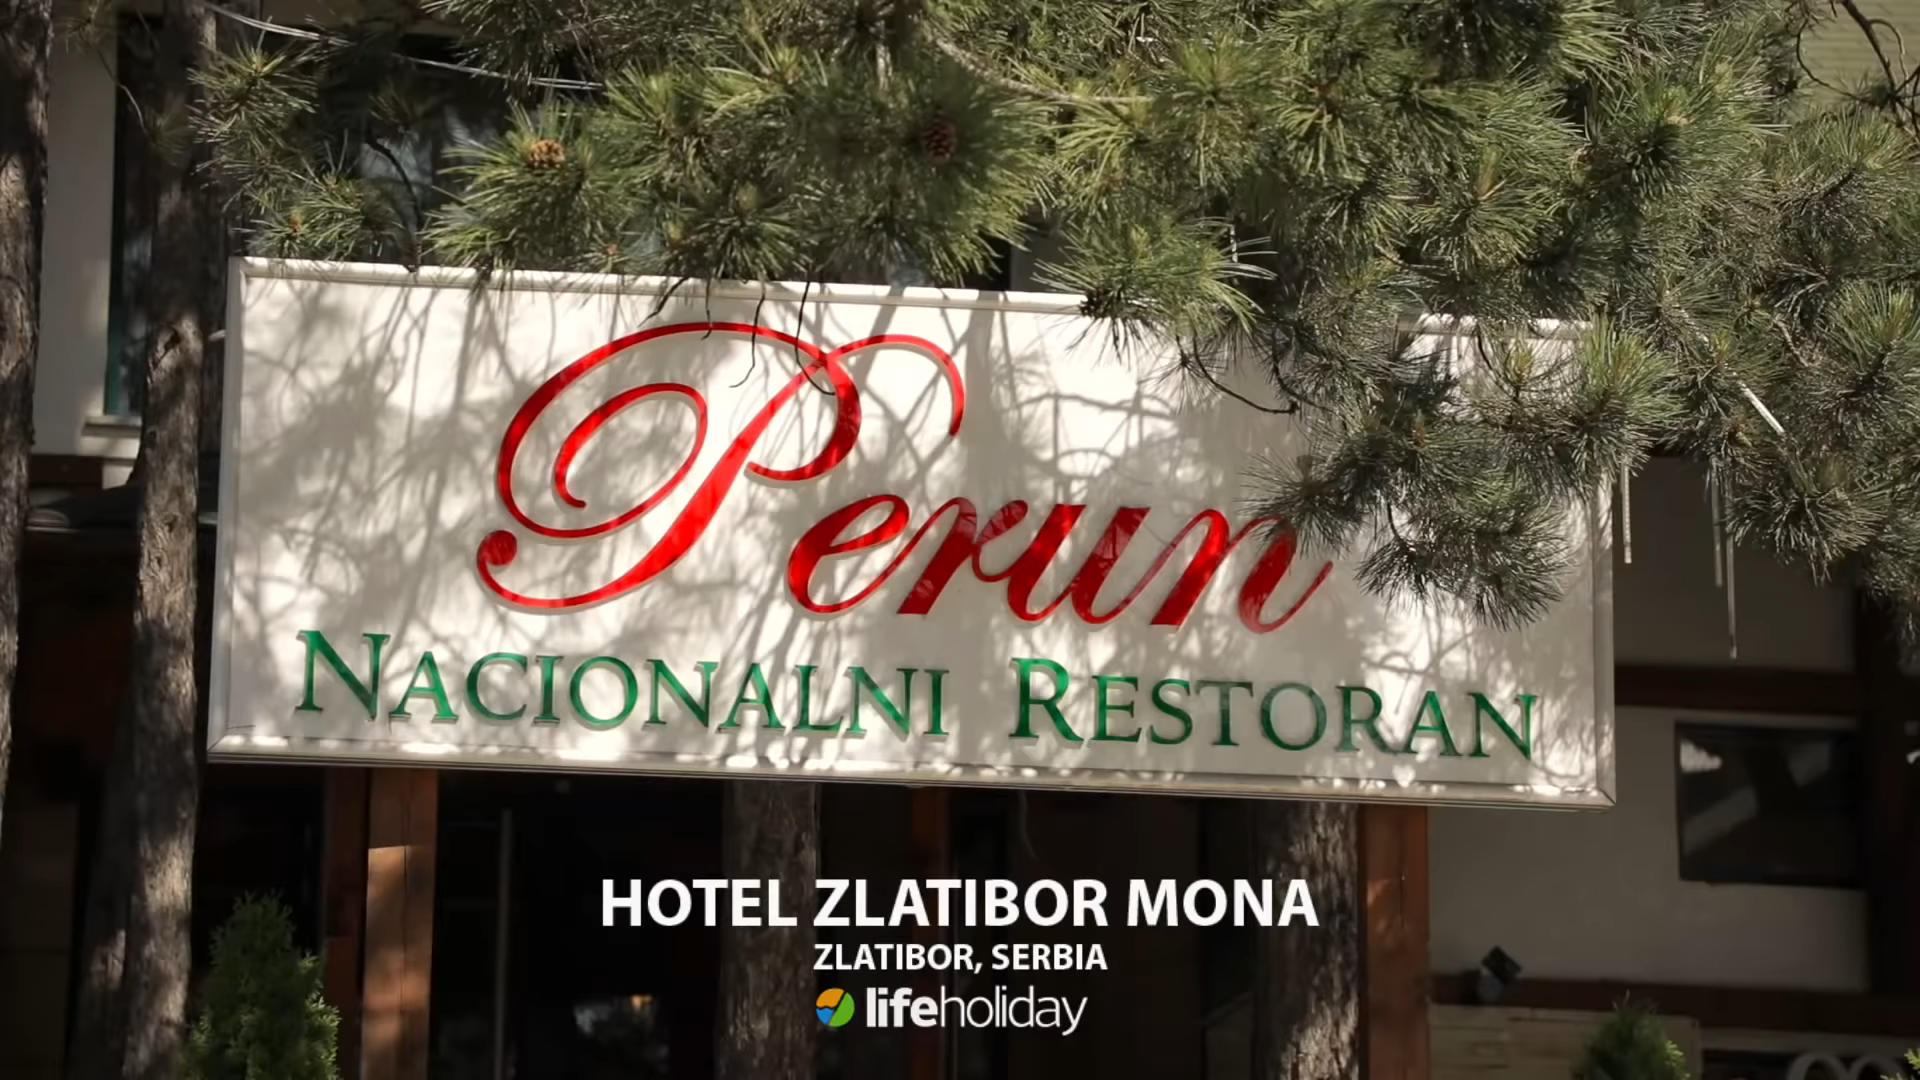 Perun
NACIONALNI RESTORAN
HOTEL ZLATIBOR MONA
ZLATIBOR, SERBIA
lifeholiday